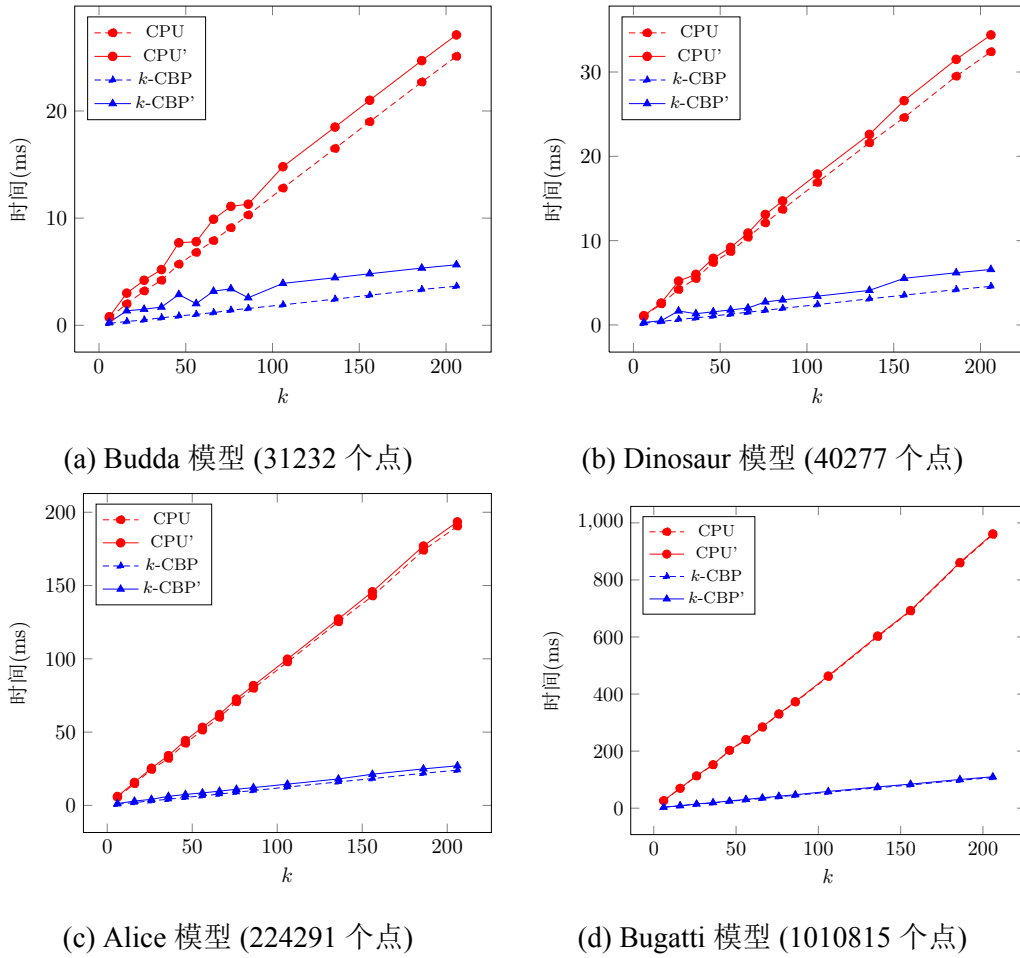 CPU
CPU'
k-CBP
k-CBP'
20
10
0
时间(ms)
0 50 100 150 200
k
(a) Budda 模型 (31232 个点)
CPU
CPU'
k-CBP
k-CBP'
30
20
10
0
时间(ms)
0 50 100 150 200
k
(b) Dinosaur 模型 (40277 个点)
CPU
CPU'
k-CBP
k-CBP'
200
150
100
50
0
时间(ms)
0 50 100 150 200
k
(c) Alice 模型 (224291 个点)
CPU
CPU'
k-CBP
k-CBP'
1,000
800
600
400
200
0
时间(ms)
0 50 100 150 200
k
(d) Bugatti 模型 (1010815 个点)